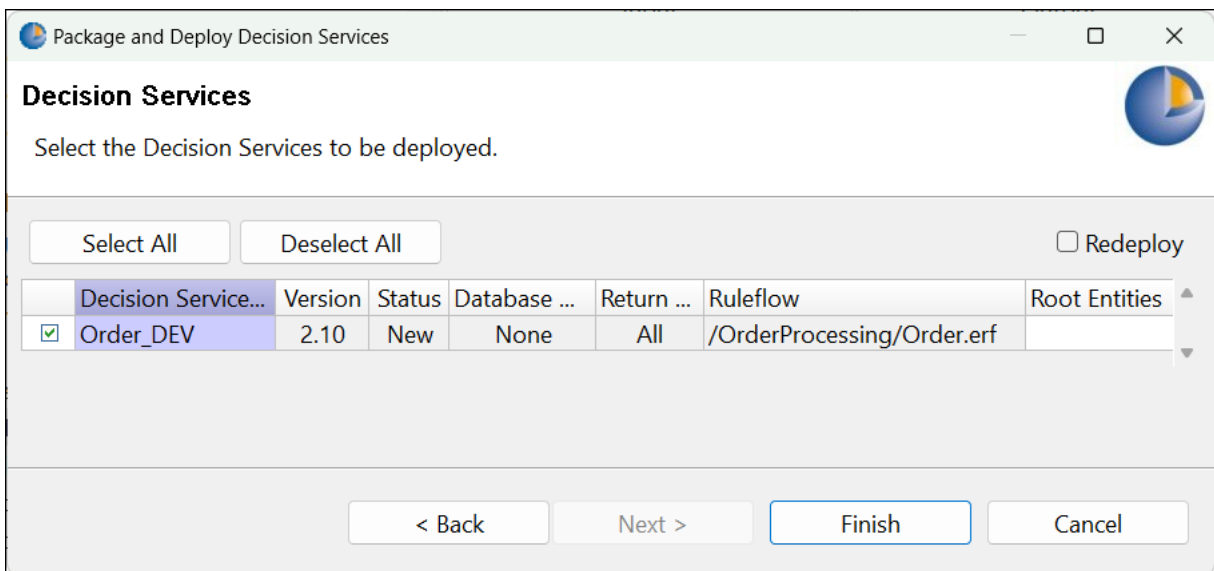 Package and Deploy Decision Services
Decision Services
Select the Decision Services to be deployed.
Select All Deselect All Redeploy
Decision Service... Version Status Database ... Return ... Ruleflow Root Entities
Order_DEV 2.10 New None All /OrderProcessing/Order.erf
< Back Next > Finish Cancel